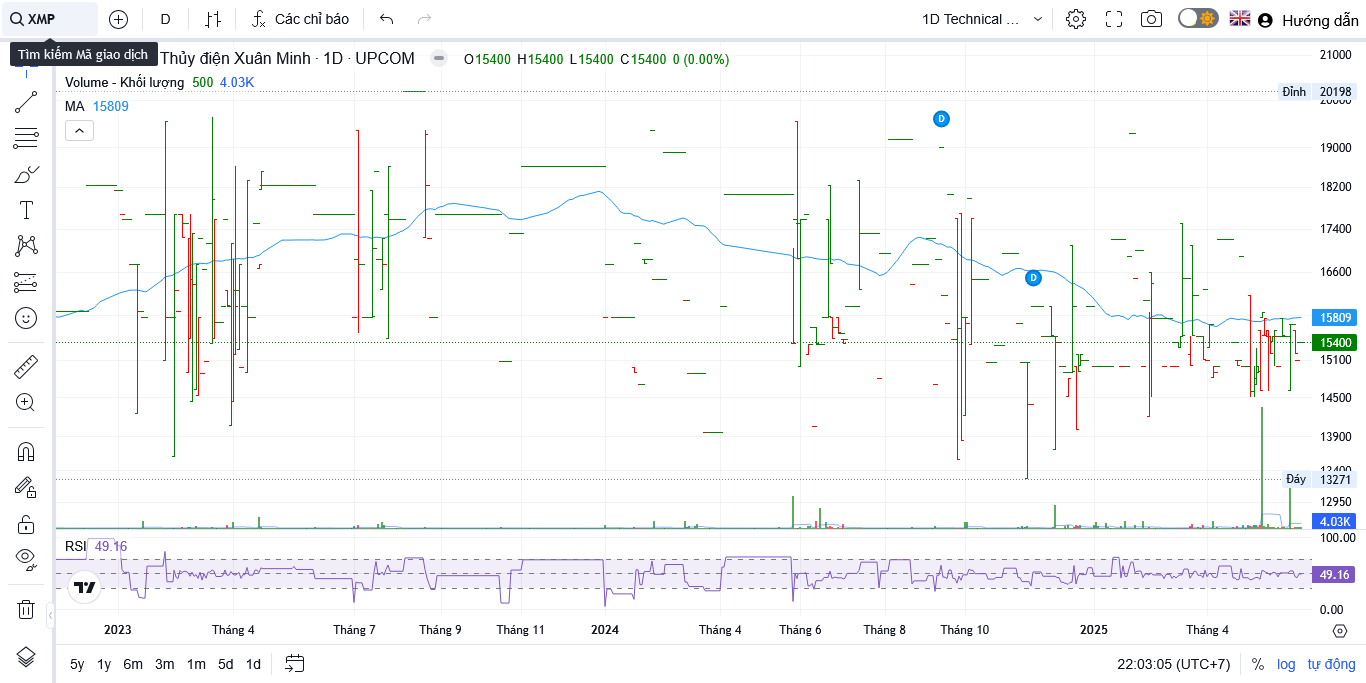 XMP D Các chỉ báo 1D Technical ... Hướng dẫn
Tìm kiếm Mã giao dịch
Thủy điện Xuân Minh · 1D · UPCOM O15400 H15400 L15400 C15400 0 (0.00%)
Volume - Khối lượng 500 4.03K
MA 15809
21000
Đỉnh 20198
20000
D
19000
18200
17400
D
16600
15809
15400
15100
14500
13900
13400
Đáy 13271
12950
4.03K
100.00
RSI 49.16
49.16
0.00
2023 Tháng 4 Tháng 7 Tháng 9 Tháng 11 2024 Tháng 4 Tháng 6 Tháng 8 Tháng 10 2025 Tháng 4
5y 1y 6m 3m 1m 5d 1d 22:03:05 (UTC+7) % log tự động